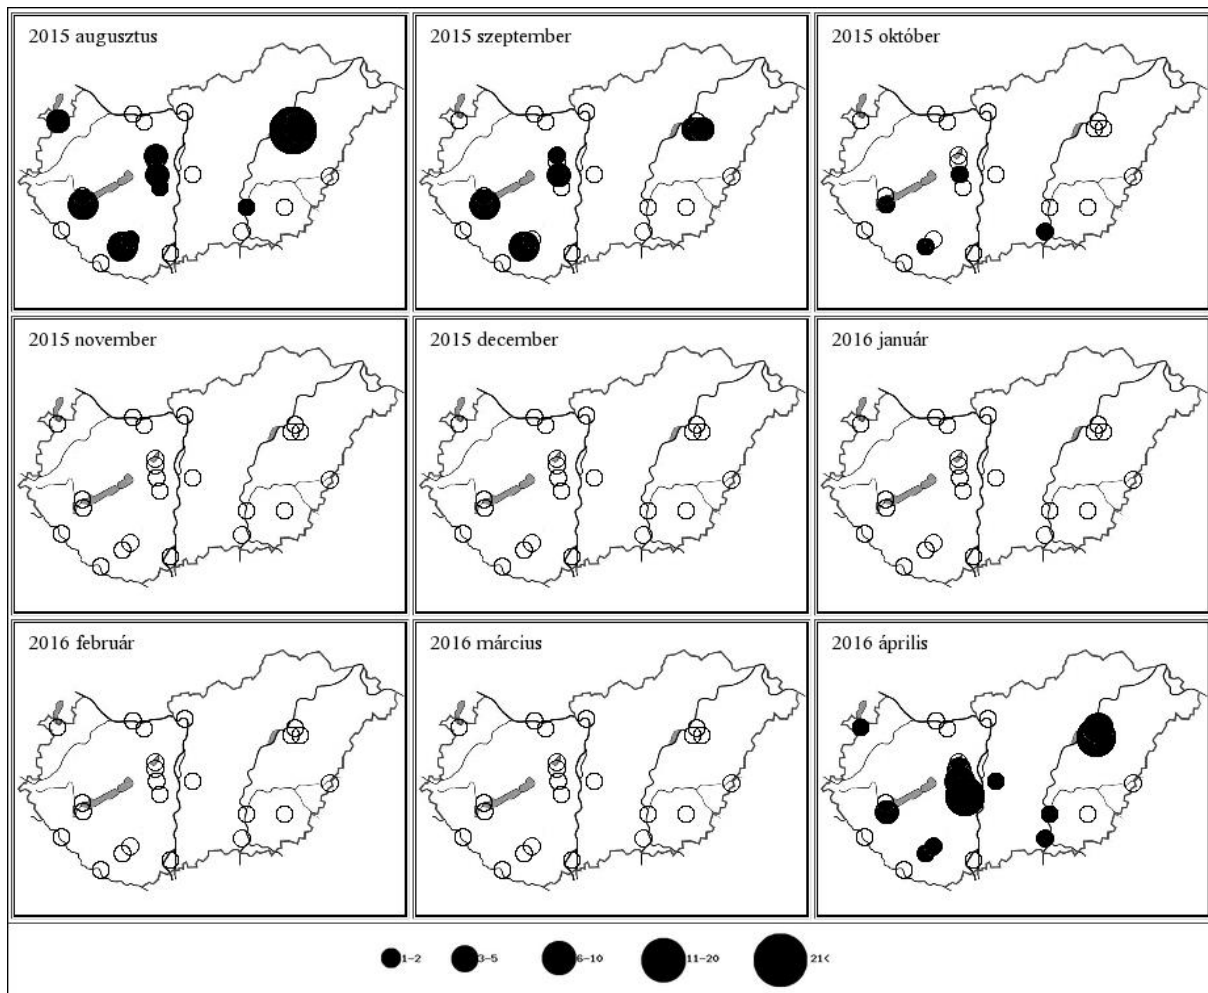 2015 augusztus
2015 szeptember
2015 október
2015 november
2015 december
2016 január
2016 február
2016 március
2016 április
1-2
3-5
6-10
11-20
21<